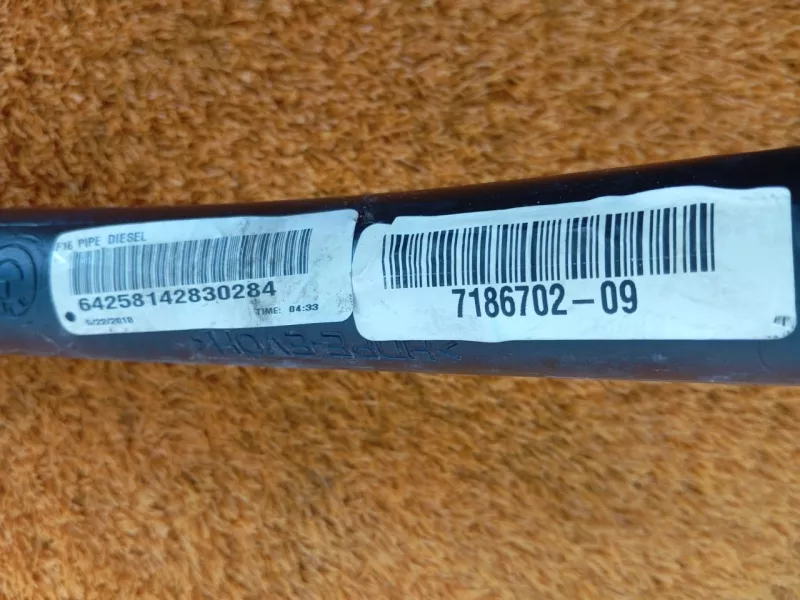 F16 PIPE DIESEL
64258142830284
5/22/2018 TIME: 04:33
7186702-09